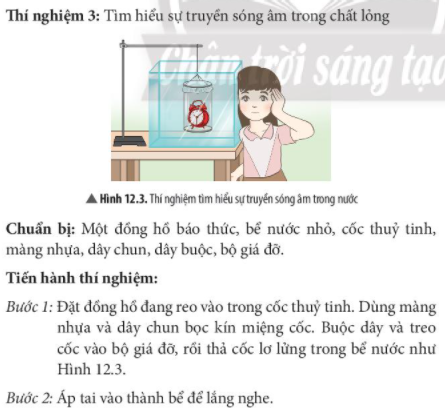 Thí nghiệm 3: Tìm hiểu sự truyền sóng âm trong chất lỏng
Chân trời sáng tạo
▲ Hình 12.3. Thí nghiệm tìm hiểu sự truyền sóng âm trong nước
Chuẩn bị: Một đồng hồ báo thức, bể nước nhỏ, cốc thuỷ tinh,
màng nhựa, dây chun, dây buộc, bộ giá đỡ.
Tiến hành thí nghiệm:
Bước 1: Đặt đồng hồ đang reo vào trong cốc thuỷ tinh. Dùng màng
nhựa và dây chun bọc kín miệng cốc. Buộc dây và treo
cốc vào bộ giá đỡ, rồi thả cốc lơ lửng trong bể nước như
Hình 12.3.
Bước 2: Áp tai vào thành bể để lắng nghe.